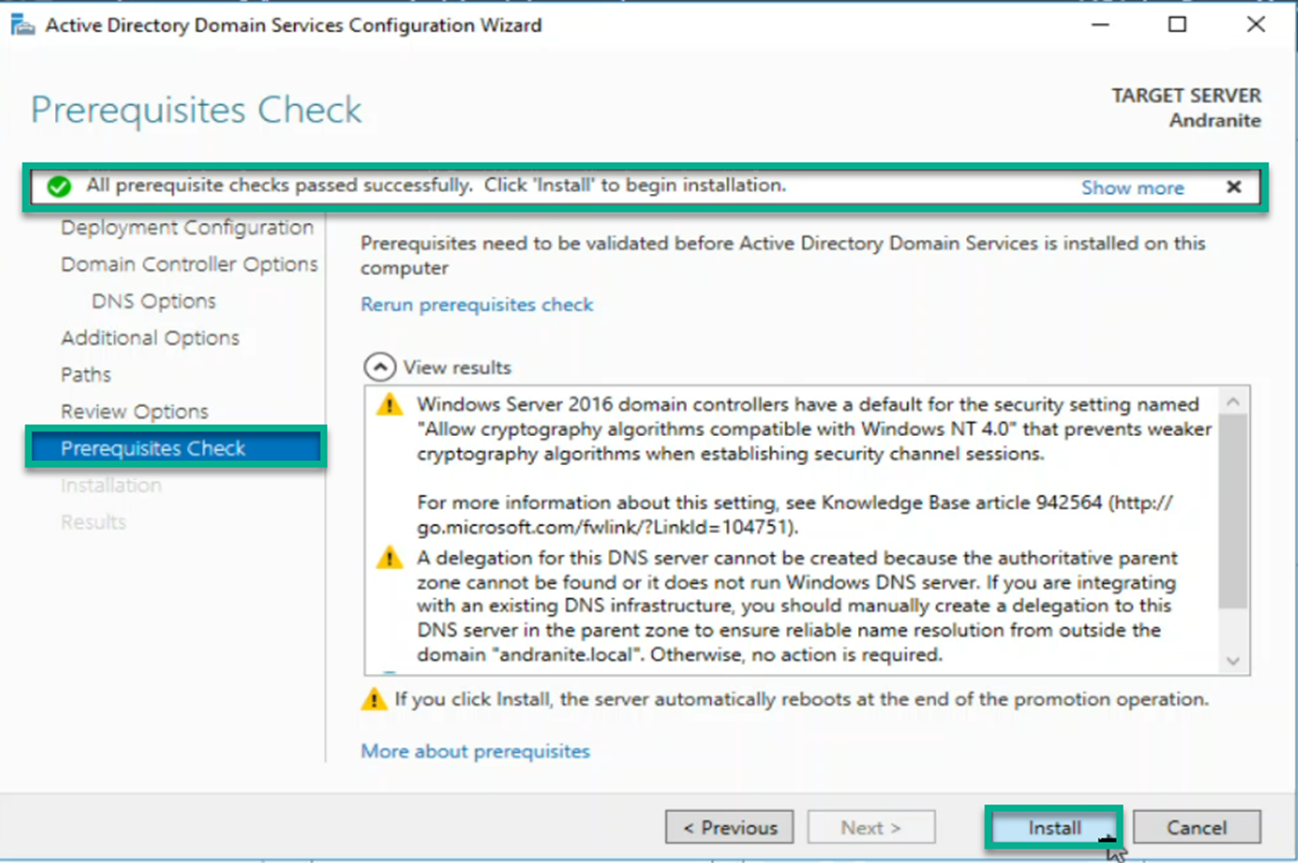 Active Directory Domain Services Configuration Wizard
Prerequisites Check
TARGET SERVER
Andranite
All prerequisite checks passed successfully.  Click 'Install' to begin installation.
Show more
Deployment Configuration
Domain Controller Options
DNS Options
Additional Options
Paths
Review Options
Prerequisites Check
Installation
Results
Prerequisites need to be validated before Active Directory Domain Services is installed on this
computer
Rerun prerequisites check
View results
Windows Server 2016 domain controllers have a default for the security setting named
"Allow cryptography algorithms compatible with Windows NT 4.0" that prevents weaker
cryptography algorithms when establishing security channel sessions.
For more information about this setting, see Knowledge Base article 942564 (http://
go.microsoft.com/fwlink/?LinkId=104751).
A delegation for this DNS server cannot be created because the authoritative parent
zone cannot be found or it does not run Windows DNS server. If you are integrating
with an existing DNS infrastructure, you should manually create a delegation to this
DNS server in the parent zone to ensure reliable name resolution from outside the
domain "andranite.local". Otherwise, no action is required.
If you click Install, the server automatically reboots at the end of the promotion operation.
More about prerequisites
< Previous
Next >
Install
Cancel